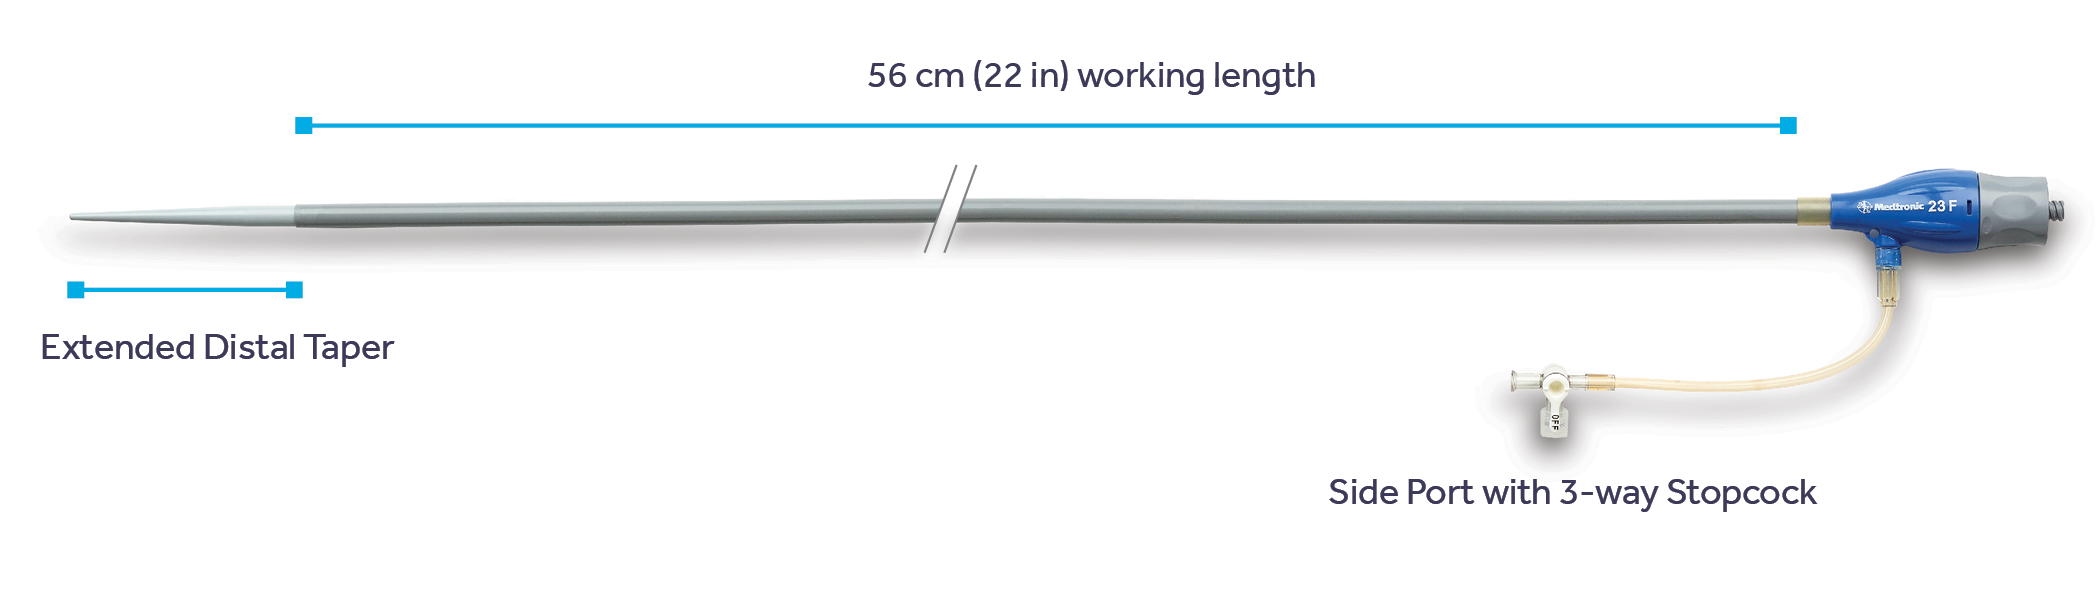 56 cm (22 in) working length
Medtronic 23 F
Extended Distal Taper
OFF
Side Port with 3-way Stopcock